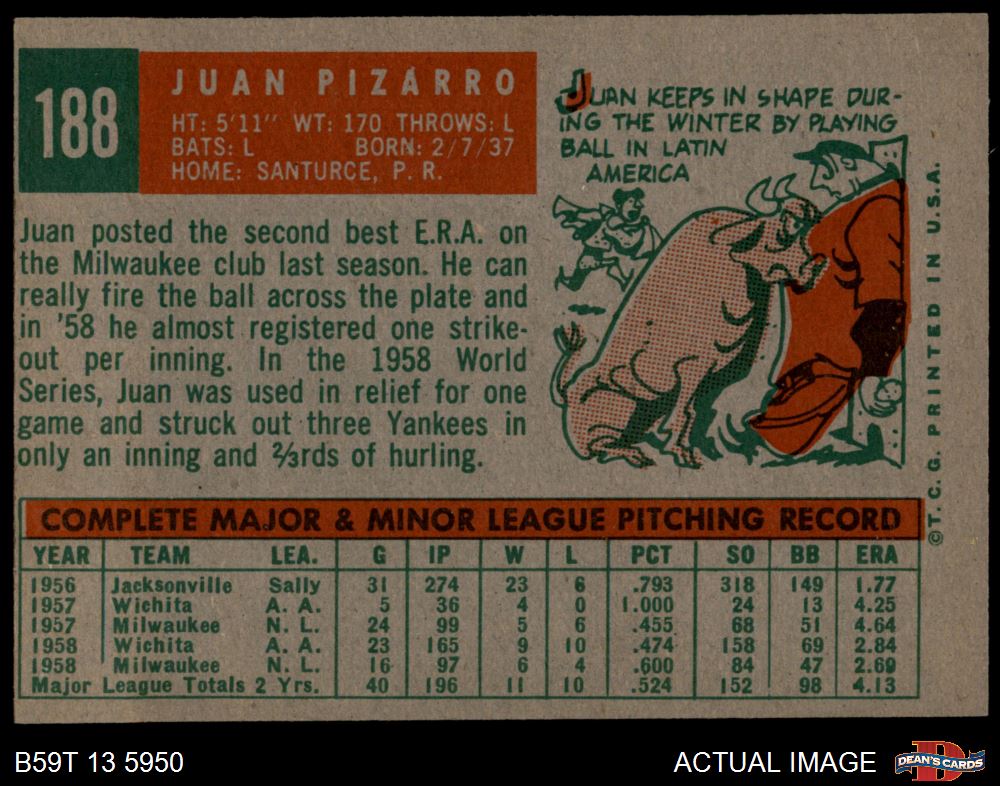 188
JUAN PIZARRO
HT: 5'11" WT: 170 THROWS: L
BATS: L BORN: 2/7/37
HOME: SANTURCE, P. R.
JUAN KEEPS IN SHAPE DUR-
ING THE WINTER BY PLAYING
BALL IN LATIN
AMERICA
Juan posted the second best E.R.A. on
the Milwaukee club last season. He can
really fire the ball across the plate and
in '58 he almost registered one strike-
out per inning. In the 1958 World
Series, Juan was used in relief for one
game and struck out three Yankees in
only an inning and ⅔rds of hurling.
©T. C. G. PRINTED IN U.S.A.
COMPLETE MAJOR & MINOR LEAGUE PITCHING RECORD
YEAR TEAM LEA. G IP W L PCT SO BB ERA
1956 Jacksonville Sally 31 274 23 6 .793 318 149 1.77
1957 Wichita A. A. 5 36 4 0 1.000 24 13 4.25
1957 Milwaukee N. L. 24 99 5 6 .455 68 51 4.64
1958 Wichita A. A. 23 165 9 10 .474 158 69 2.84
1958 Milwaukee N. L. 16 97 6 4 .600 84 47 2.69
Major League Totals 2 Yrs. 40 196 11 10 .524 152 98 4.13
B59T 13 5950
ACTUAL IMAGE
DEAN'S CARDS